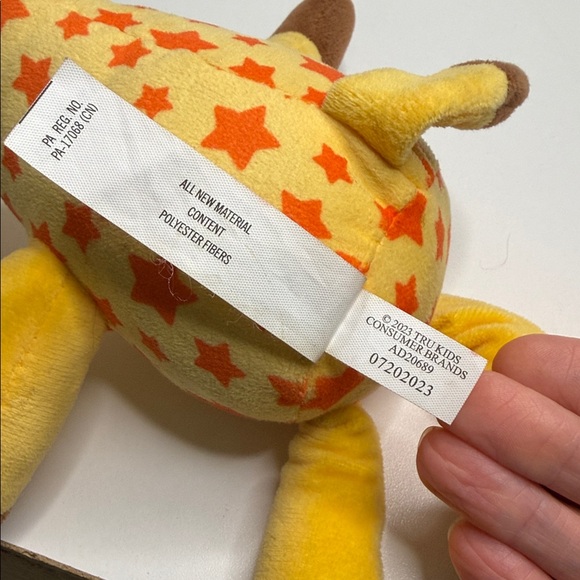 PA REG. NO.
PA-17068 (CN)
ALL NEW MATERIAL
CONTENT
POLYESTER FIBERS
© 2023 TRU KIDS
CONSUMER BRANDS
AD20689
07202023